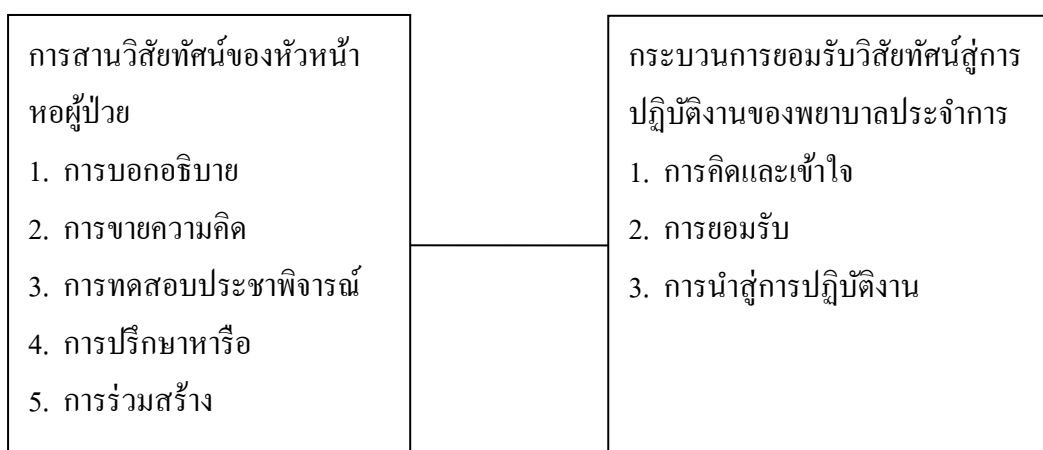 การสานวิสัยทัศน์ของหัวหน้า
หอผู้ป่วย
1. การบอกอธิบาย
2. การขายความคิด
3. การทดสอบประชาพิจารณ์
4. การปรึกษาหารือ
5. การร่วมสร้าง
กระบวนการยอมรับวิสัยทัศน์สู่การ
ปฏิบัติงานของพยาบาลประจำการ
1. การคิดและเข้าใจ
2. การยอมรับ
3. การนำสู่การปฏิบัติงาน